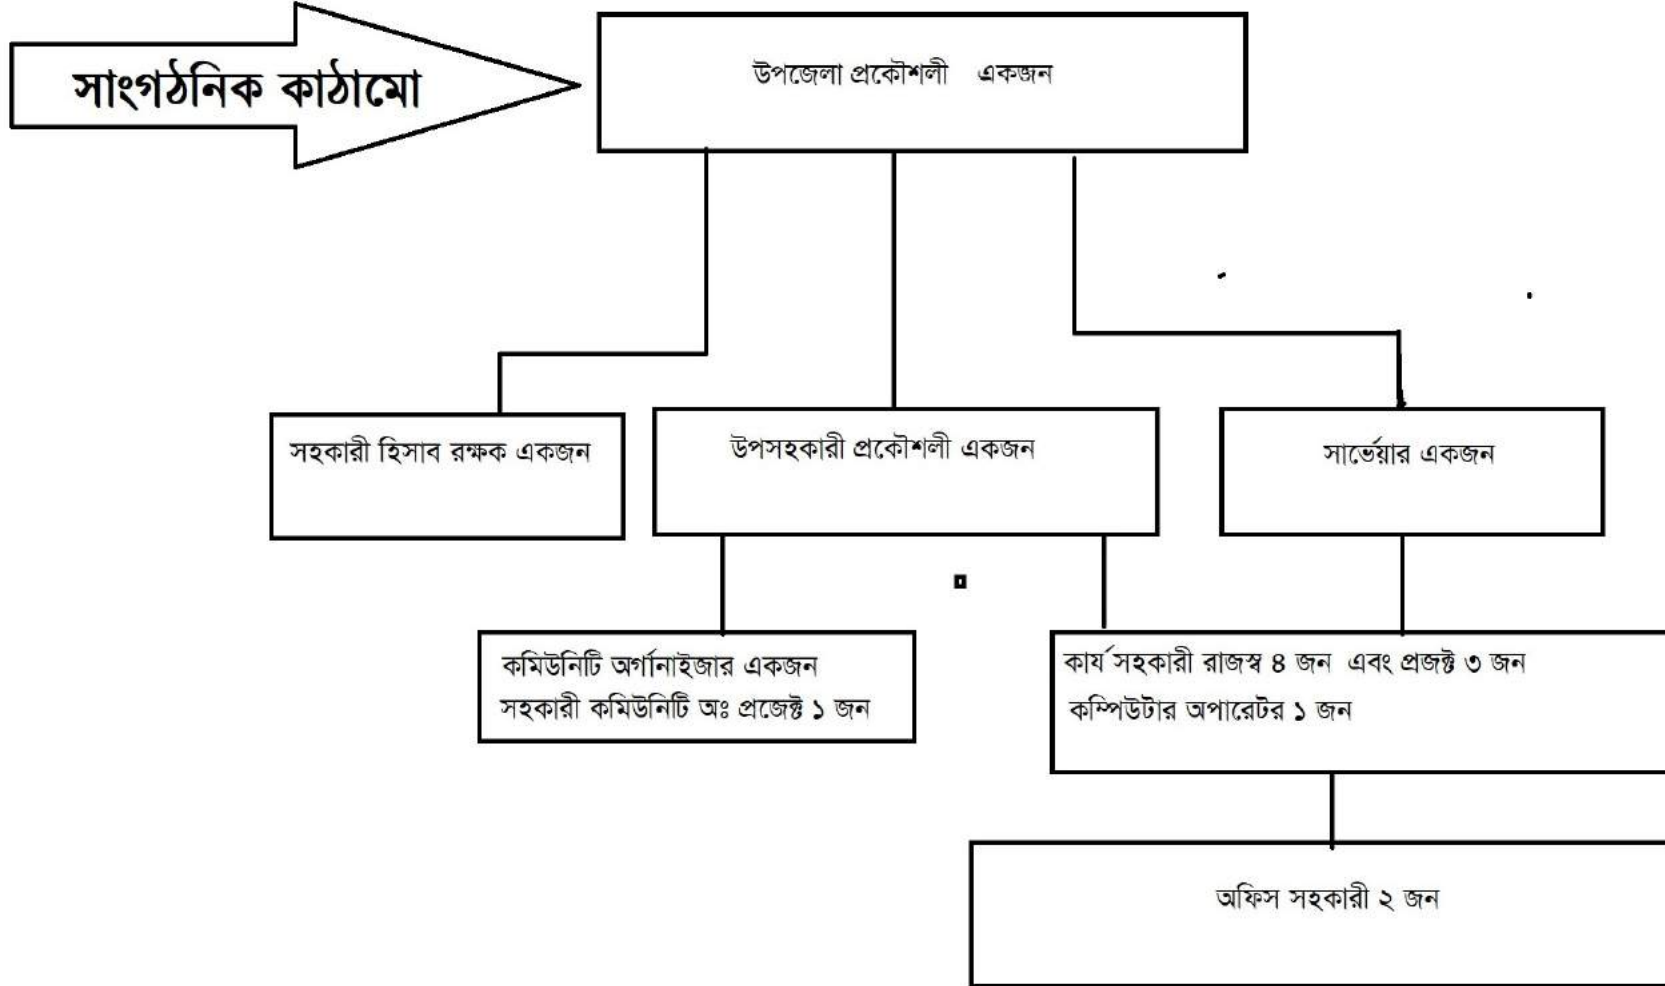 সাংগঠনিক কাঠামো
উপজেলা প্রকৌশলী একজন
সহকারী হিসাব রক্ষক একজন
উপসহকারী প্রকৌশলী একজন
সার্ভেয়ার একজন
কমিউনিটি অর্গানাইজার একজন
সহকারী কমিউনিটি অঃ প্রজেক্ট ১ জন
কার্য সহকারী রাজস্ব ৪ জন এবং প্রজক্ট ৩ জন
কম্পিউটার অপারেটর ১ জন
অফিস সহকারী ২ জন